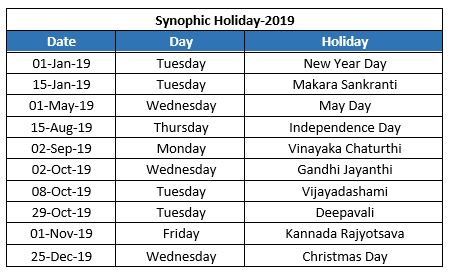 Synophic Holiday-2019
Date Day Holiday
01-Jan-19 Tuesday New Year Day
15-Jan-19 Tuesday Makara Sankranti
01-May-19 Wednesday May Day
15-Aug-19 Thursday Independence Day
02-Sep-19 Monday Vinayaka Chaturthi
02-Oct-19 Wednesday Gandhi Jayanthi
08-Oct-19 Tuesday Vijayadashami
29-Oct-19 Tuesday Deepavali
01-Nov-19 Friday Kannada Rajyotsava
25-Dec-19 Wednesday Christmas Day